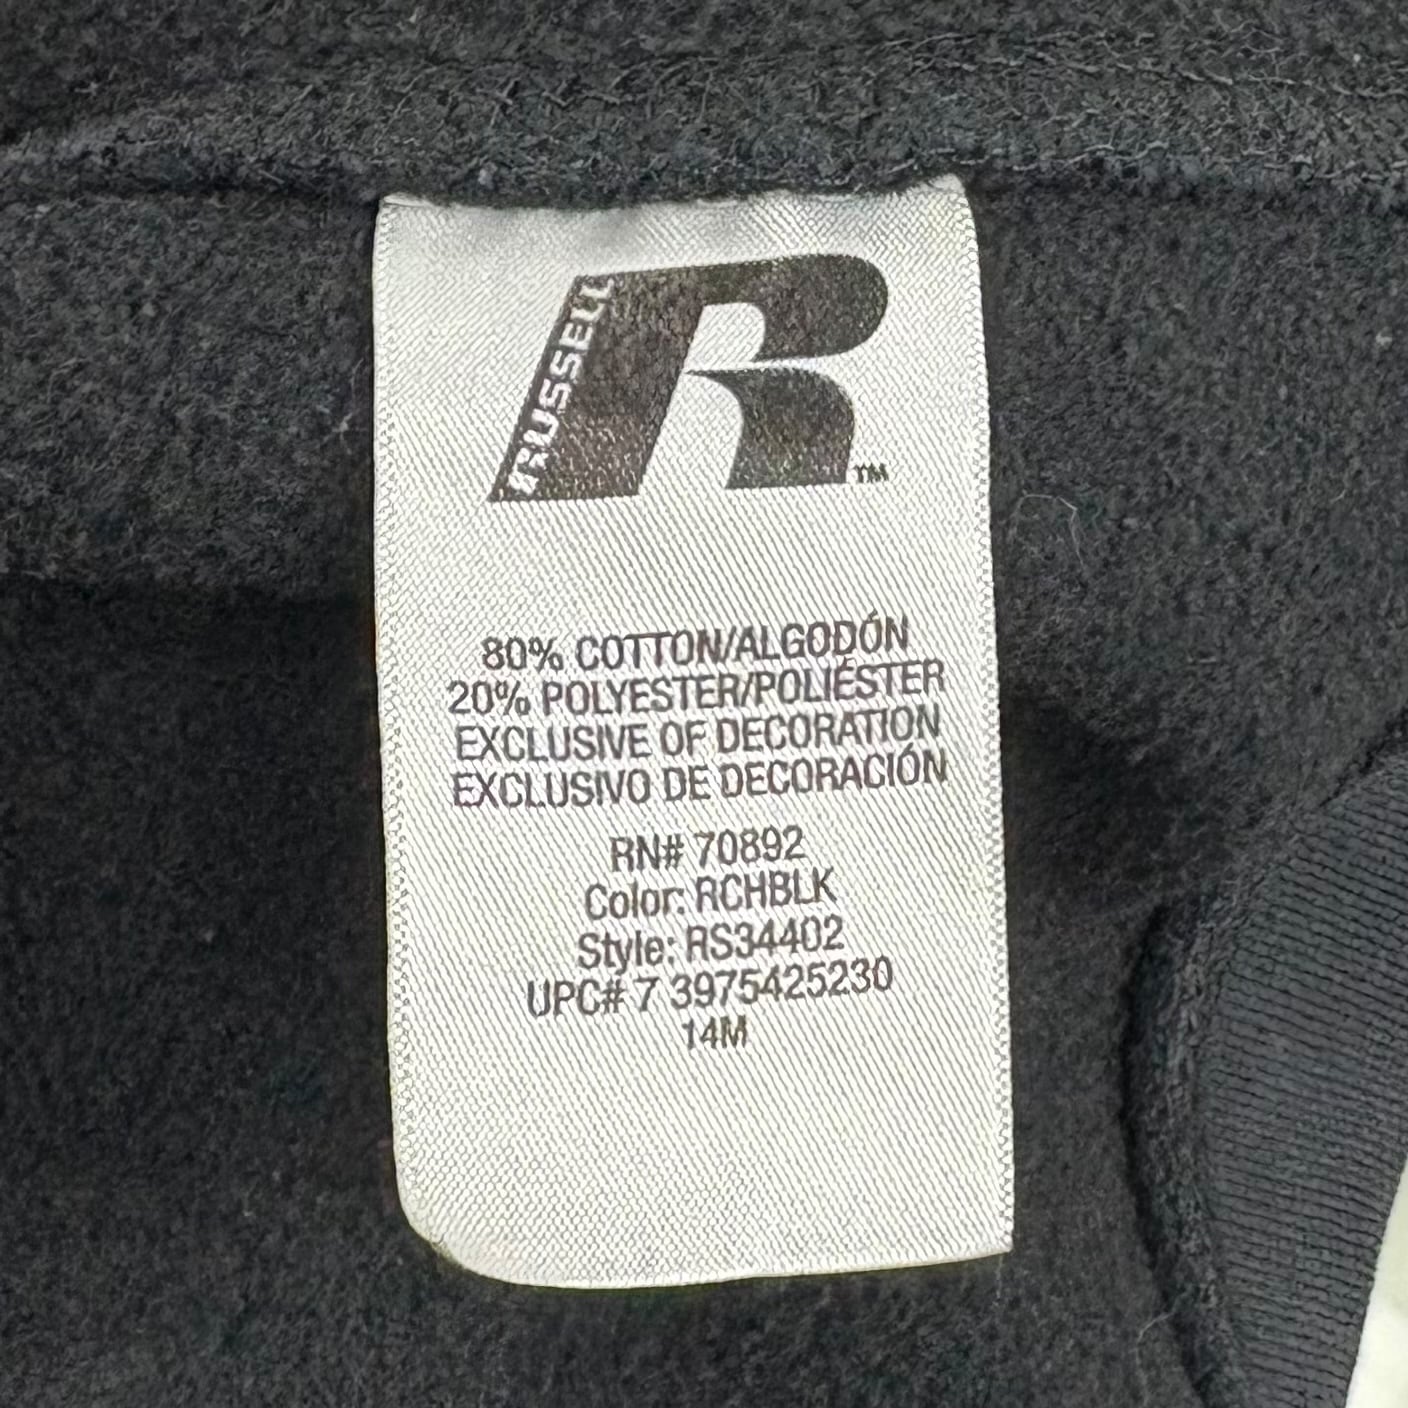 RUSSELL
TM
80% COTTON/ALGODÓN
20% POLYESTER/POLIÉSTER
EXCLUSIVE OF DECORATION
EXCLUSIVO DE DECORACIÓN
RN# 70892
Color: RCHBLK
Style: RS34402
UPC# 7 3975425230
14M